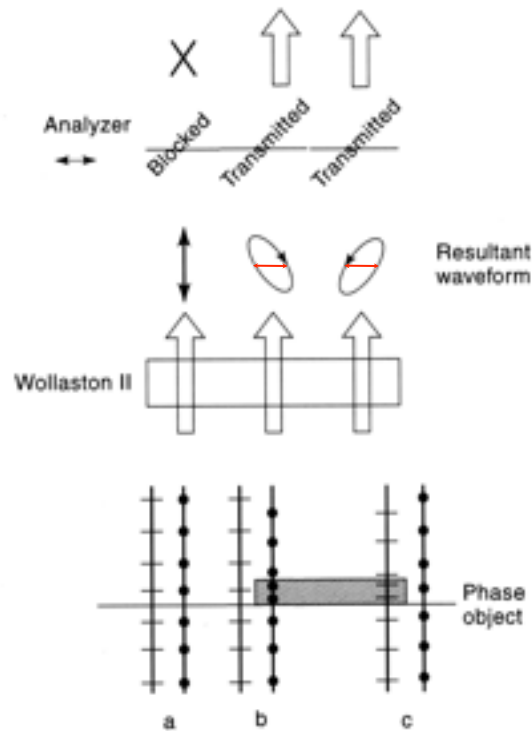 X
Analyzer
Blocked
Transmitted
Transmitted
Resultant
waveform
Wollaston II
Phase
object
a
b
c